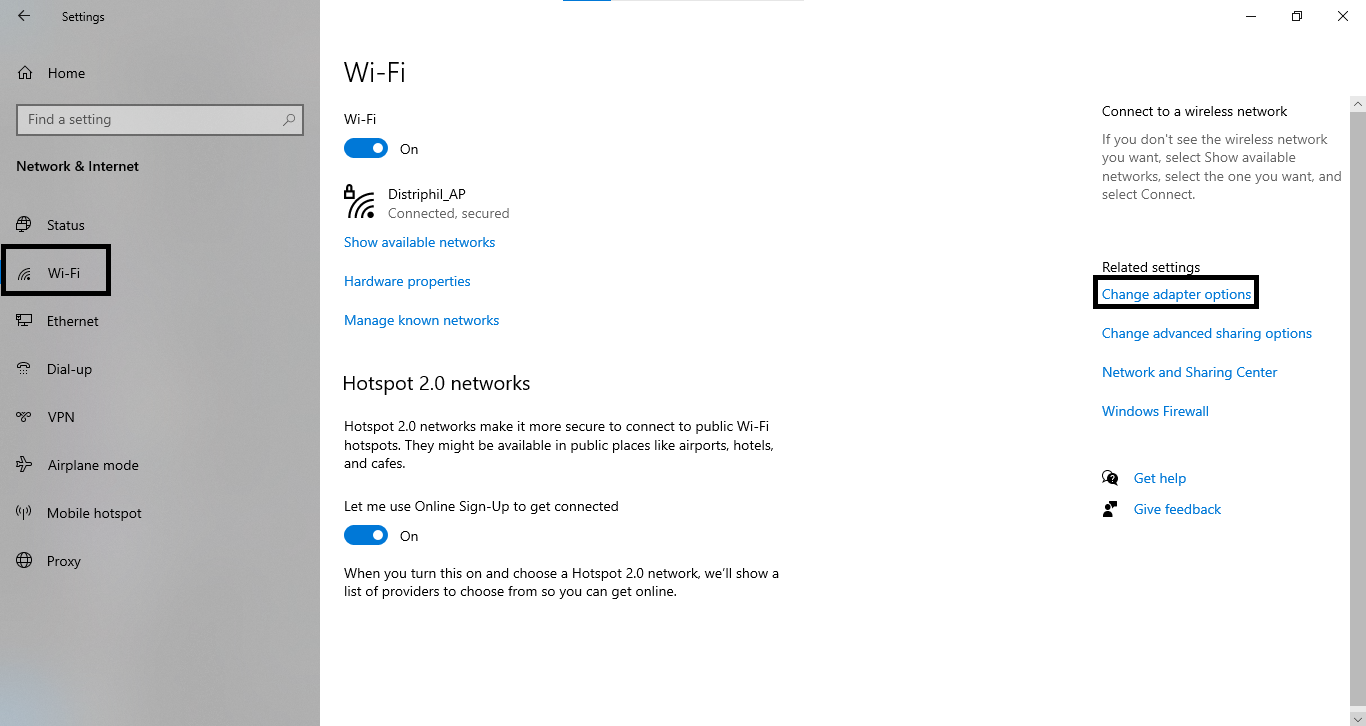 Settings
Home
Find a setting
Network & Internet
Status
Wi-Fi
Ethernet
Dial-up
VPN
Airplane mode
Mobile hotspot
Proxy
Wi-Fi
Wi-Fi
On
Distriphil_AP
Connected, secured
Show available networks
Hardware properties
Manage known networks
Hotspot 2.0 networks
Hotspot 2.0 networks make it more secure to connect to public Wi-Fi
hotspots. They might be available in public places like airports, hotels,
and cafes.
Let me use Online Sign-Up to get connected
On
When you turn this on and choose a Hotspot 2.0 network, we’ll show a
list of providers to choose from so you can get online.
Connect to a wireless network
If you don't see the wireless network
you want, select Show available
networks, select the one you want, and
select Connect.
Related settings
Change adapter options
Change advanced sharing options
Network and Sharing Center
Windows Firewall
Get help
Give feedback